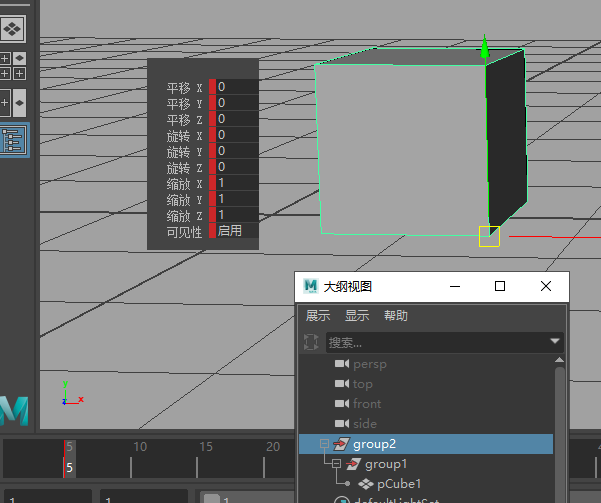 平移 X 0
平移 Y 0
平移 Z 0
旋转 X 0
旋转 Y 0
旋转 Z 0
缩放 X 1
缩放 Y 1
缩放 Z 1
可见性 启用
M 大纲视图
展示 显示 帮助
搜索...
persp
top
front
side
group2
group1
pCube1
defaultLightSet
Y
Z X
M
5 10 15 20
5
1 1 1